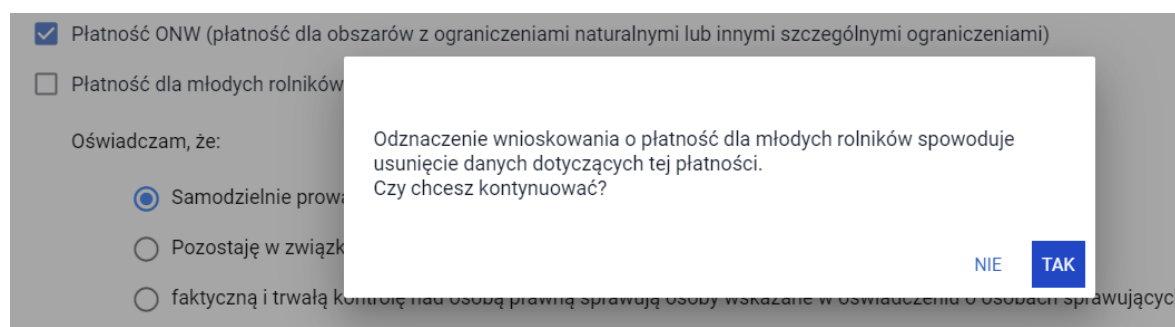 Płatność ONW (płatność dla obszarów z ograniczeniami naturalnymi lub innymi szczególnymi ograniczeniami)
Płatność dla młodych rolników
Oświadczam, że:
Odznaczenie wnioskowania o płatność dla młodych rolników spowoduje
usunięcie danych dotyczących tej płatności.
Czy chcesz kontynuować?
Samodzielnie prowa
Pozostaję w związk
NIE TAK
faktyczną i trwałą kontrolę nad osobą prawną sprawują osoby wskazane w oświadczeniu o osobach sprawującyc